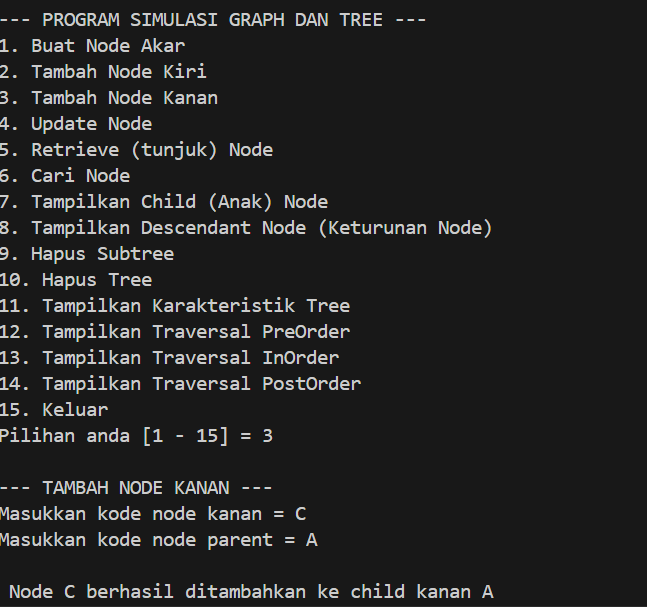 --- PROGRAM SIMULASI GRAPH DAN TREE ---
1. Buat Node Akar
2. Tambah Node Kiri
3. Tambah Node Kanan
4. Update Node
5. Retrieve (tunjuk) Node
6. Cari Node
7. Tampilkan Child (Anak) Node
8. Tampilkan Descendant Node (Keturunan Node)
9. Hapus Subtree
10. Hapus Tree
11. Tampilkan Karakteristik Tree
12. Tampilkan Traversal PreOrder
13. Tampilkan Traversal InOrder
14. Tampilkan Traversal PostOrder
15. Keluar
Pilihan anda [1 - 15] = 3
--- TAMBAH NODE KANAN ---
Masukkan kode node kanan = C
Masukkan kode node parent = A
Node C berhasil ditambahkan ke child kanan A